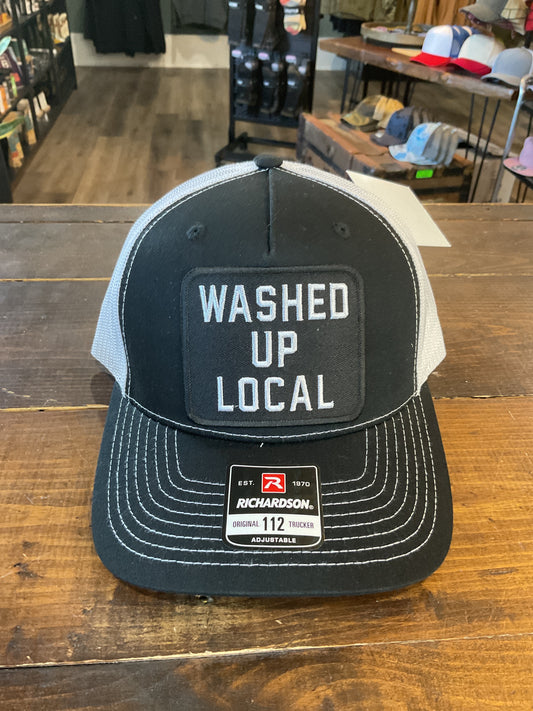 WASHED
UP
LOCAL
EST. R 1970
RICHARDSON®
ORIGINAL 112 TRUCKER
ADJUSTABLE